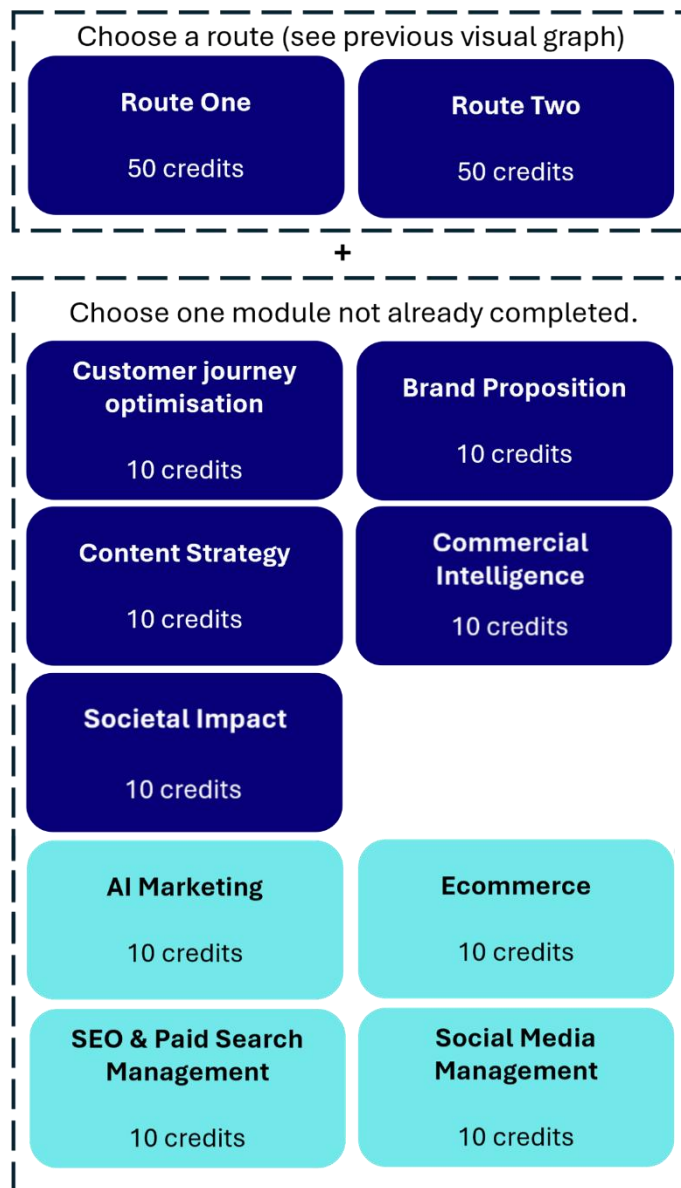 Choose a route (see previous visual graph)
Route One
50 credits
Route Two
50 credits
+
Choose one module not already completed.
Customer journey
optimisation
10 credits
Brand Proposition
10 credits
Content Strategy
10 credits
Commercial
Intelligence
10 credits
Societal Impact
10 credits
AI Marketing
10 credits
Ecommerce
10 credits
SEO & Paid Search
Management
10 credits
Social Media
Management
10 credits